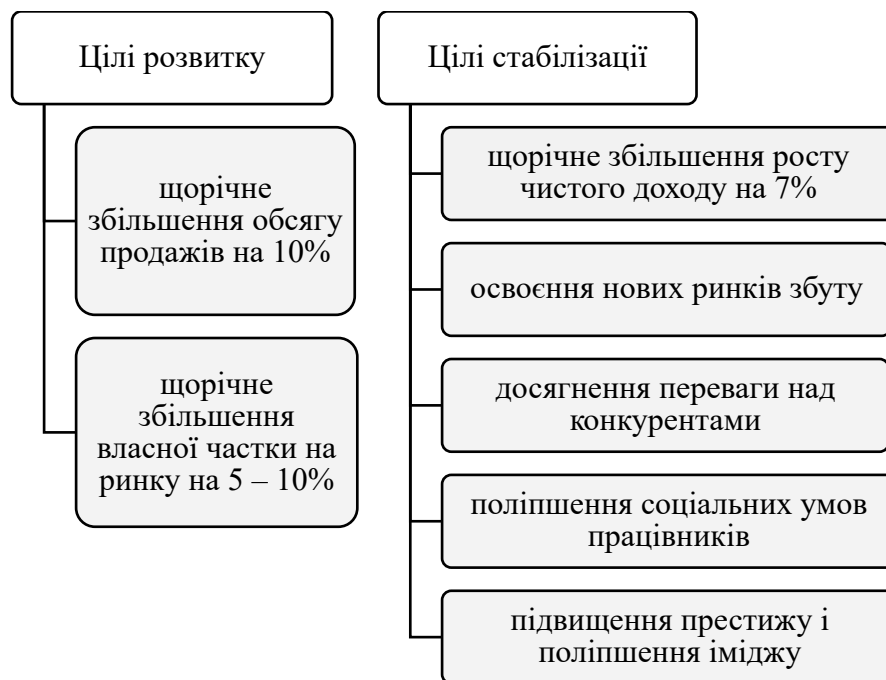 Цілі розвитку
щорічне
збільшення обсягу
продажів на 10%
щорічне
збільшення
власної частки на
ринку на 5 – 10%
Цілі стабілізації
щорічне збільшення росту
чистого доходу на 7%
освоєння нових ринків збуту
досягнення переваги над
конкурентами
поліпшення соціальних умов
працівників
підвищення престижу і
поліпшення іміджу